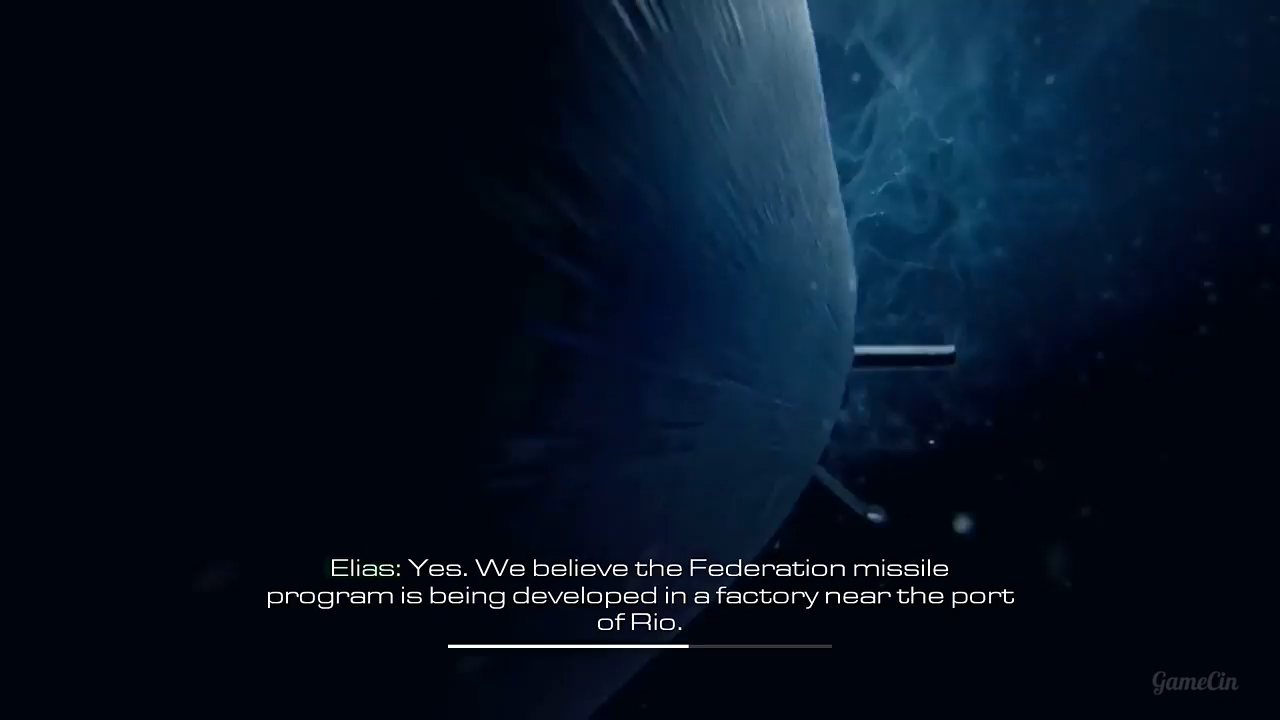 Elias: Yes. We believe the Federation missile
program is being developed in a factory near the port
of Rio.
GameCin